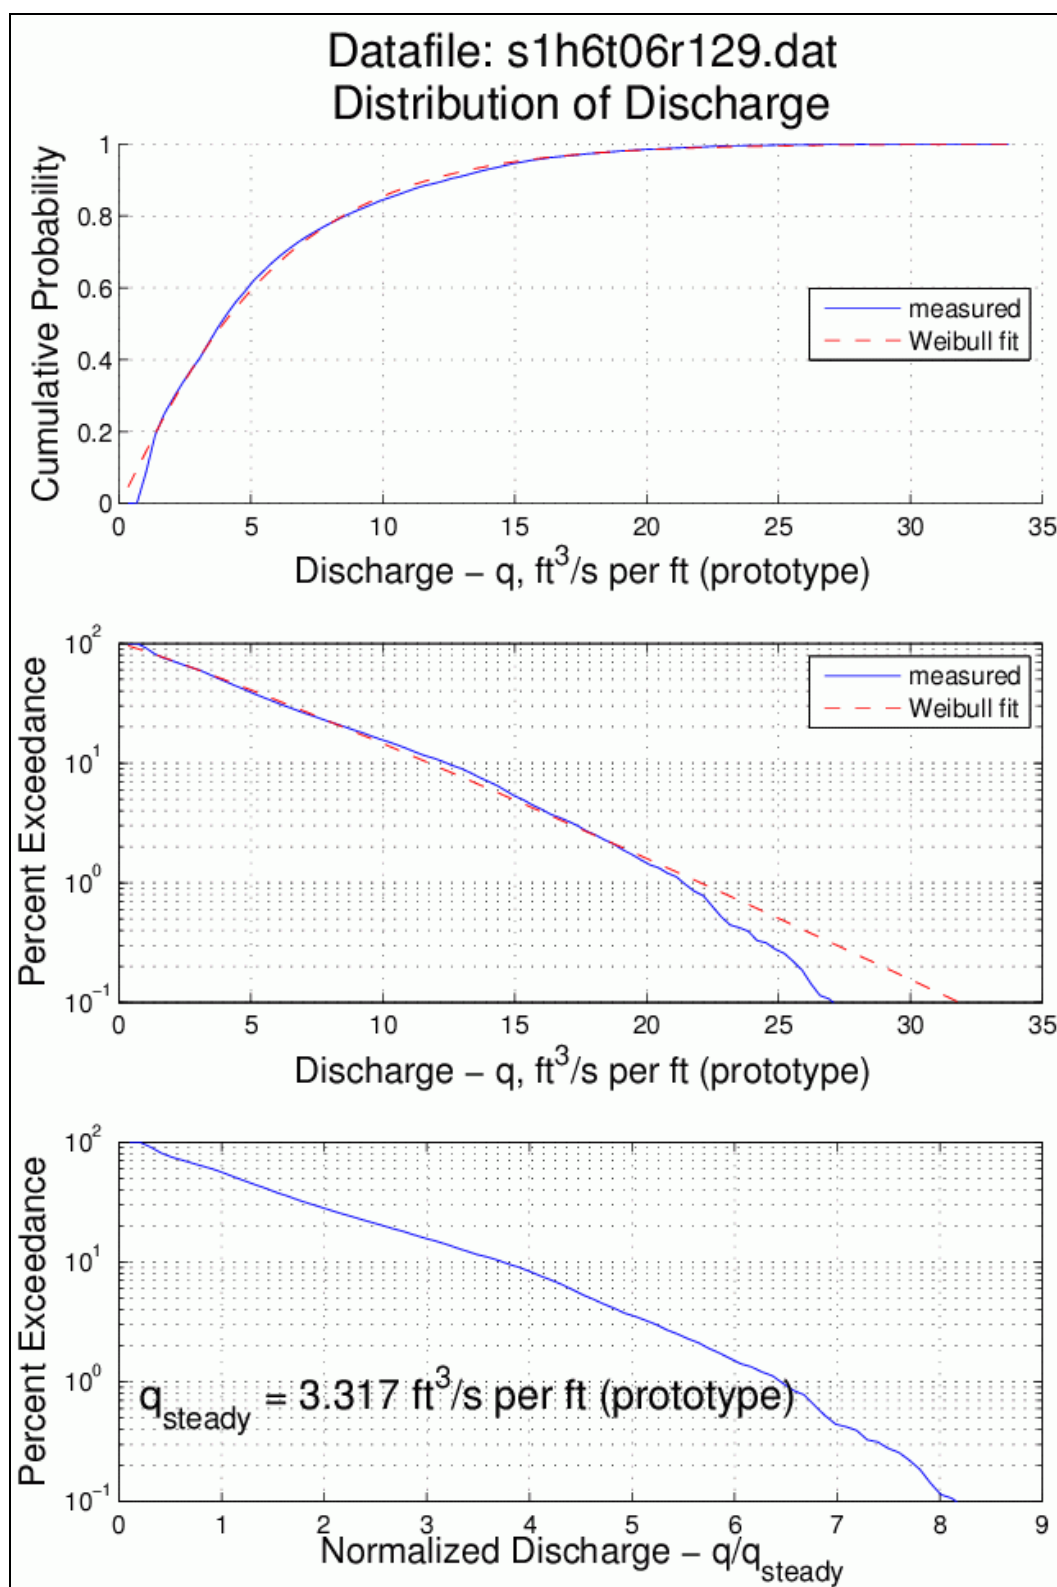 Datafile: s1h6t06r129.dat
Distribution of Discharge
Cumulative Probability
1
0.8
0.6
0.4
0.2
0
measured
Weibull fit
0 5 10 15 20 25 30 35
Discharge – q, ft³/s per ft (prototype)
Percent Exceedance
10²
10¹
10⁰
10⁻¹
measured
Weibull fit
0 5 10 15 20 25 30 35
Discharge – q, ft³/s per ft (prototype)
Percent Exceedance
10²
10¹
10⁰
10⁻¹
q_steady = 3.317 ft³/s per ft (prototype)
0 1 2 3 4 5 6 7 8 9
Normalized Discharge – q/q_steady